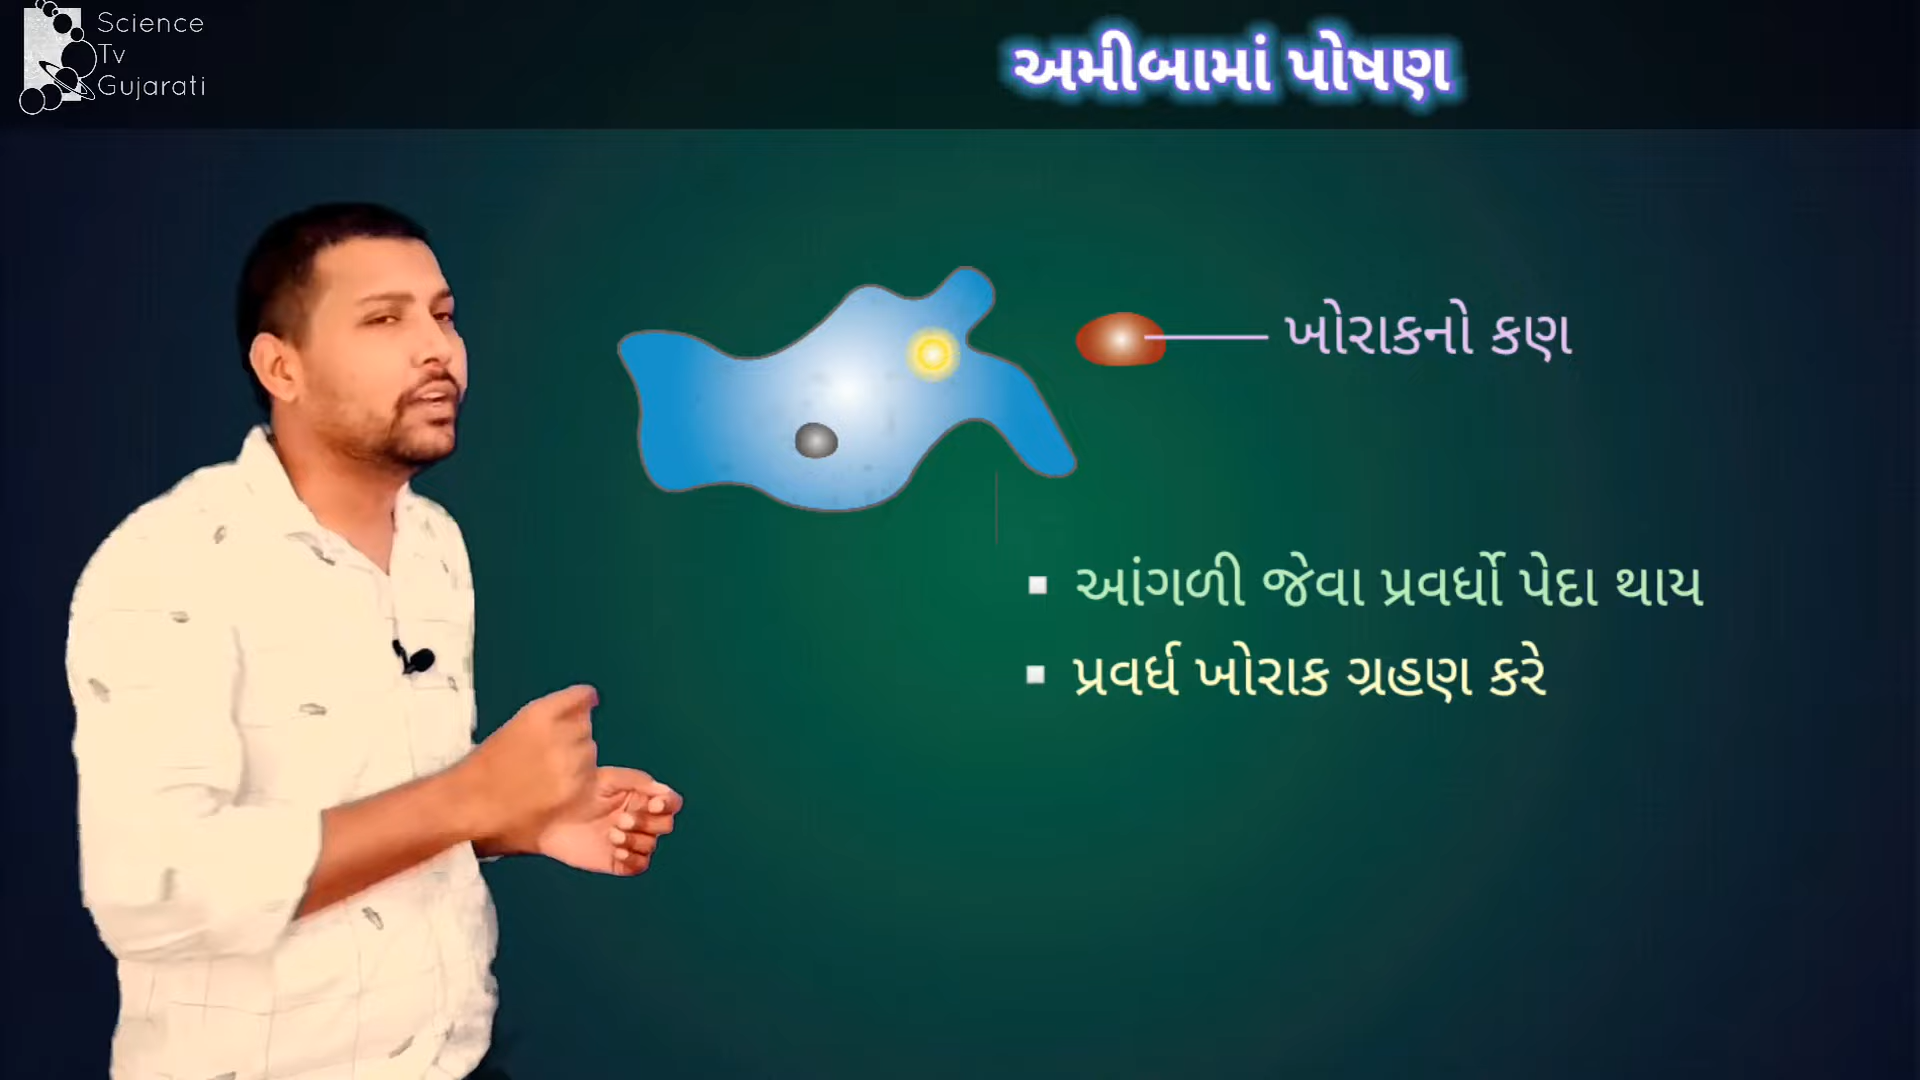 Science
Tv
Gujarati
અમીબામાં પોષણ
ખોરાકનો કણ
આંગળી જેવા પ્રવર્ધો પેદા થાય
પ્રવર્ધ ખોરાક ગ્રહણ કરે